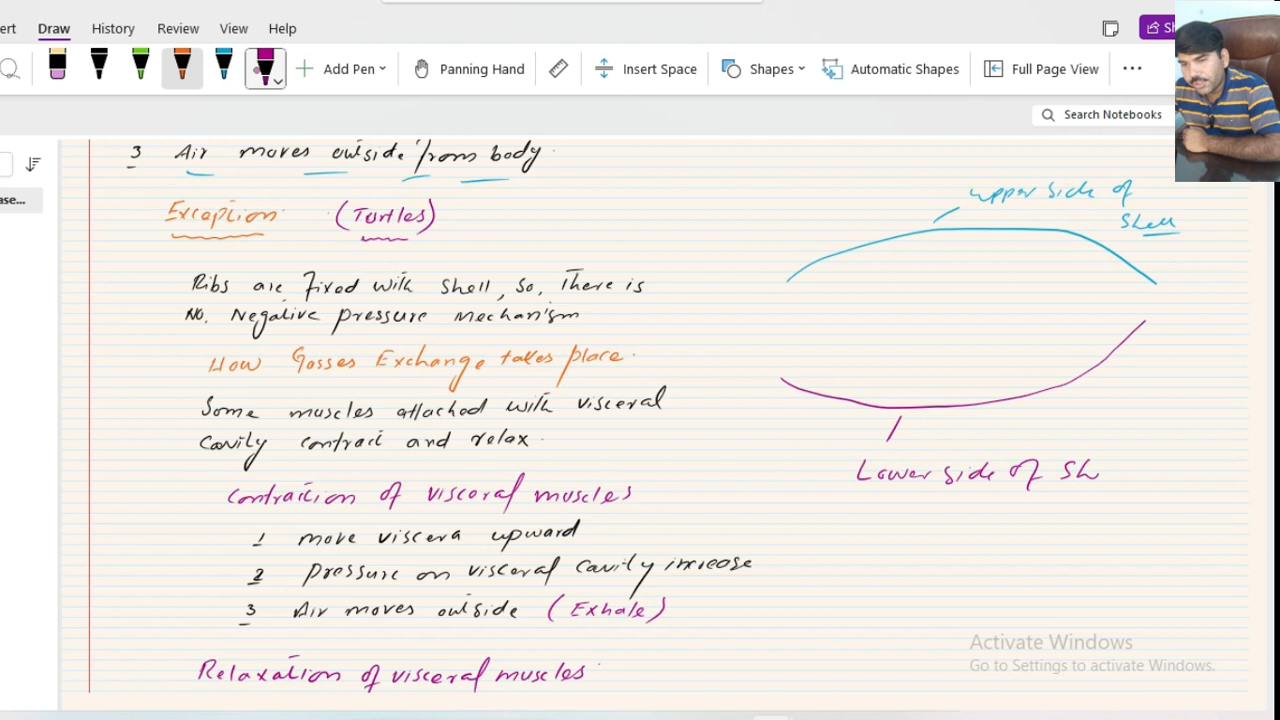 ert Draw History Review View Help Sh
Add Pen Panning Hand Insert Space Shapes Automatic Shapes Full Page View
Search Notebooks
ase...
3 Air moves outside from body.
Exception (Turtles)
Ribs are Fixed with shell, so, There is
No. Negative pressure Mechanism
How Gasses Exchange takes place.
Some muscles attached with visceral
cavity contract and relax.
Contraction of visceral muscles
1 move viscera upward
2 pressure on visceral cavity increase
3 Air moves outside (Exhale)
Relaxation of visceral muscles
upper side of
shell
Lower side of Sh
Activate Windows
Go to Settings to activate Windows.